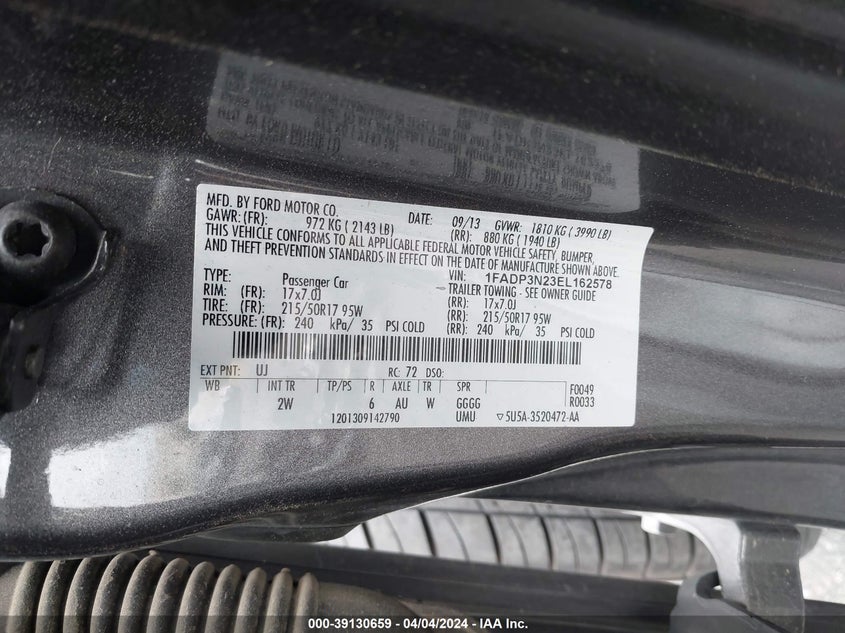 MFD. BY FORD MOTOR CO.
DATE: 09/13 GVWR: 1810 KG ( 3990 LB)
GAWR: (FR): 972 KG ( 2143 LB) (RR): 880 KG ( 1940 LB)
THIS VEHICLE CONFORMS TO ALL APPLICABLE FEDERAL MOTOR VEHICLE SAFETY, BUMPER,
AND THEFT PREVENTION STANDARDS IN EFFECT ON THE DATE OF MANUFACTURE SHOWN ABOVE.
VIN: 1FADP3N23EL162578
TYPE: Passenger Car TRAILER TOWING - SEE OWNER GUIDE
RIM: (FR): 17x7.0J (RR): 17x7.0J
TIRE: (FR): 215/50R17 95W (RR): 215/50R17 95W
PRESSURE: (FR): 240 kPa/ 35 PSI COLD (RR): 240 kPa/ 35 PSI COLD
EXT PNT: UJ RC: 72 DSO:
WB INT TR TP/PS R AXLE TR SPR F0049
2W 6 AU W GGGG R0033
1201309142790 UMU ▽5U5A-3520472-AA
000-39130659 - 04/04/2024 - IAA Inc.